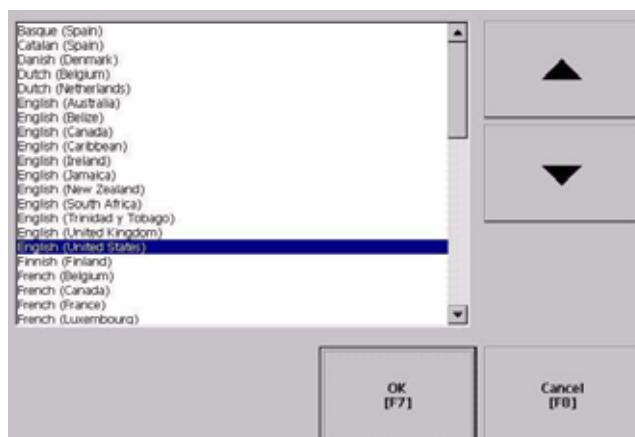 Basque (Spain)
Catalan (Spain)
Danish (Denmark)
Dutch (Belgium)
Dutch (Netherlands)
English (Australia)
English (Belize)
English (Canada)
English (Caribbean)
English (Ireland)
English (Jamaica)
English (New Zealand)
English (South Africa)
English (Trinidad y Tobago)
English (United Kingdom)
English (United States)
Finnish (Finland)
French (Belgium)
French (Canada)
French (France)
French (Luxembourg)
OK
[F7]
Cancel
[F8]